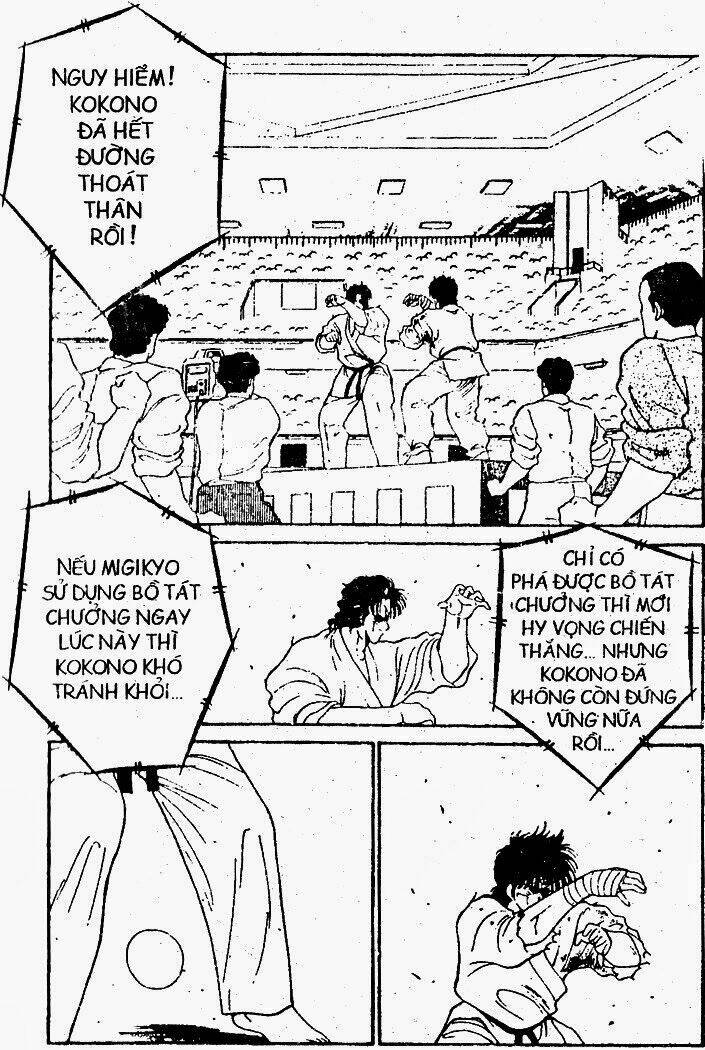 NGUY HIỂM!
KOKONO
ĐÃ HẾT
ĐƯỜNG
THOÁT
THÂN
RỒI!
NẾU MIGIKYO
SỬ DỤNG BỒ TÁT
CHƯỞNG NGAY
LÚC NÀY THÌ
KOKONO KHÓ
TRÁNH KHỎI...
CHỈ CÓ
PHÁ ĐƯỢC BỒ TÁT
CHƯỞNG THÌ MỚI
HY VỌNG CHIẾN
THẮNG... NHƯNG
KOKONO ĐÃ
KHÔNG CÒN ĐỨNG
VỮNG NỮA
RỒI...